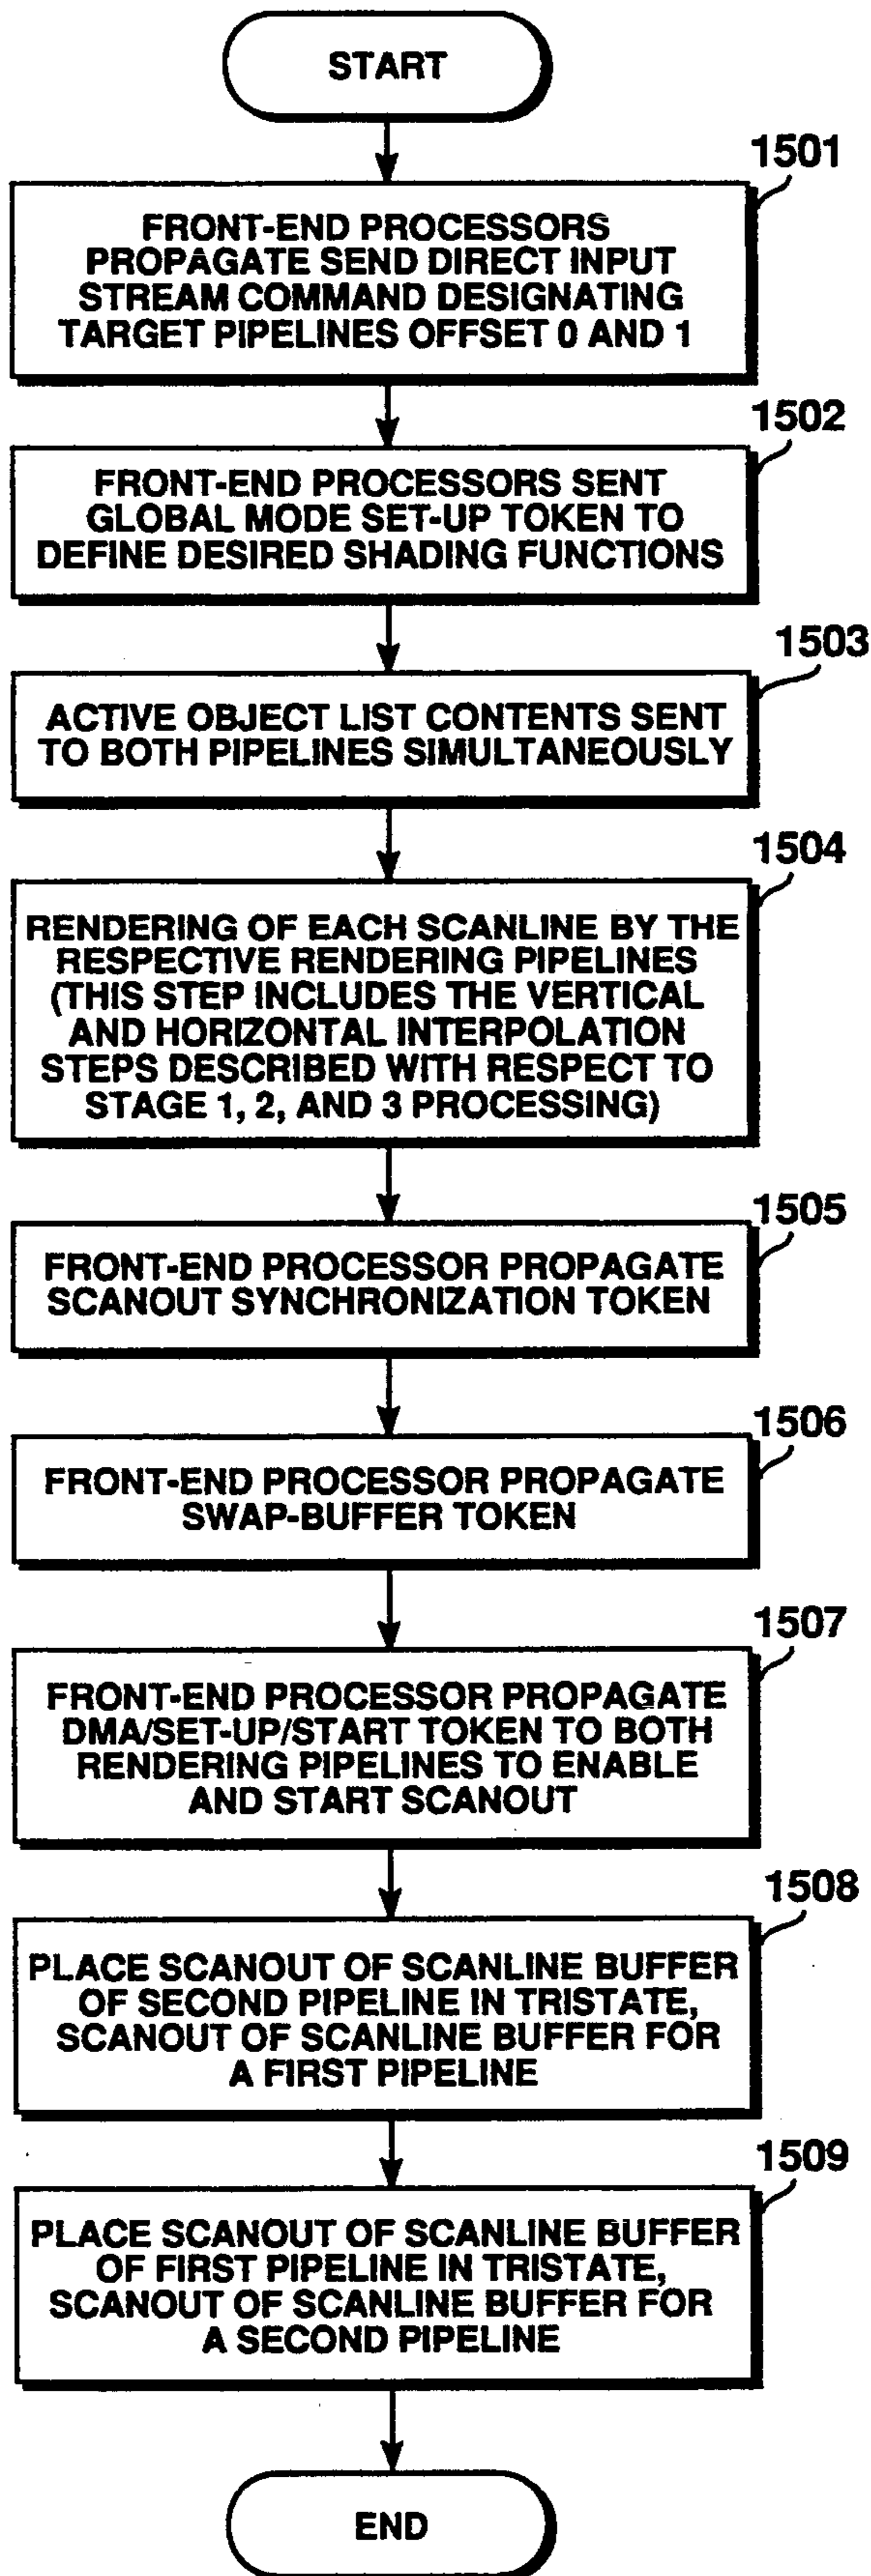 START
1501
FRONT-END PROCESSORS
PROPAGATE SEND DIRECT INPUT
STREAM COMMAND DESIGNATING
TARGET PIPELINES OFFSET 0 AND 1
1502
FRONT-END PROCESSORS SENT
GLOBAL MODE SET-UP TOKEN TO
DEFINE DESIRED SHADING FUNCTIONS
1503
ACTIVE OBJECT LIST CONTENTS SENT
TO BOTH PIPELINES SIMULTANEOUSLY
1504
RENDERING OF EACH SCANLINE BY THE
RESPECTIVE RENDERING PIPELINES
(THIS STEP INCLUDES THE VERTICAL
AND HORIZONTAL INTERPOLATION
STEPS DESCRIBED WITH RESPECT TO
STAGE 1, 2, AND 3 PROCESSING)
1505
FRONT-END PROCESSOR PROPAGATE
SCANOUT SYNCHRONIZATION TOKEN
1506
FRONT-END PROCESSOR PROPAGATE
SWAP-BUFFER TOKEN
1507
FRONT-END PROCESSOR PROPAGATE
DMA/SET-UP/START TOKEN TO BOTH
RENDERING PIPELINES TO ENABLE
AND START SCANOUT
1508
PLACE SCANOUT OF SCANLINE BUFFER
OF SECOND PIPELINE IN TRISTATE,
SCANOUT OF SCANLINE BUFFER FOR
A FIRST PIPELINE
1509
PLACE SCANOUT OF SCANLINE BUFFER
OF FIRST PIPELINE IN TRISTATE,
SCANOUT OF SCANLINE BUFFER FOR
A SECOND PIPELINE
END